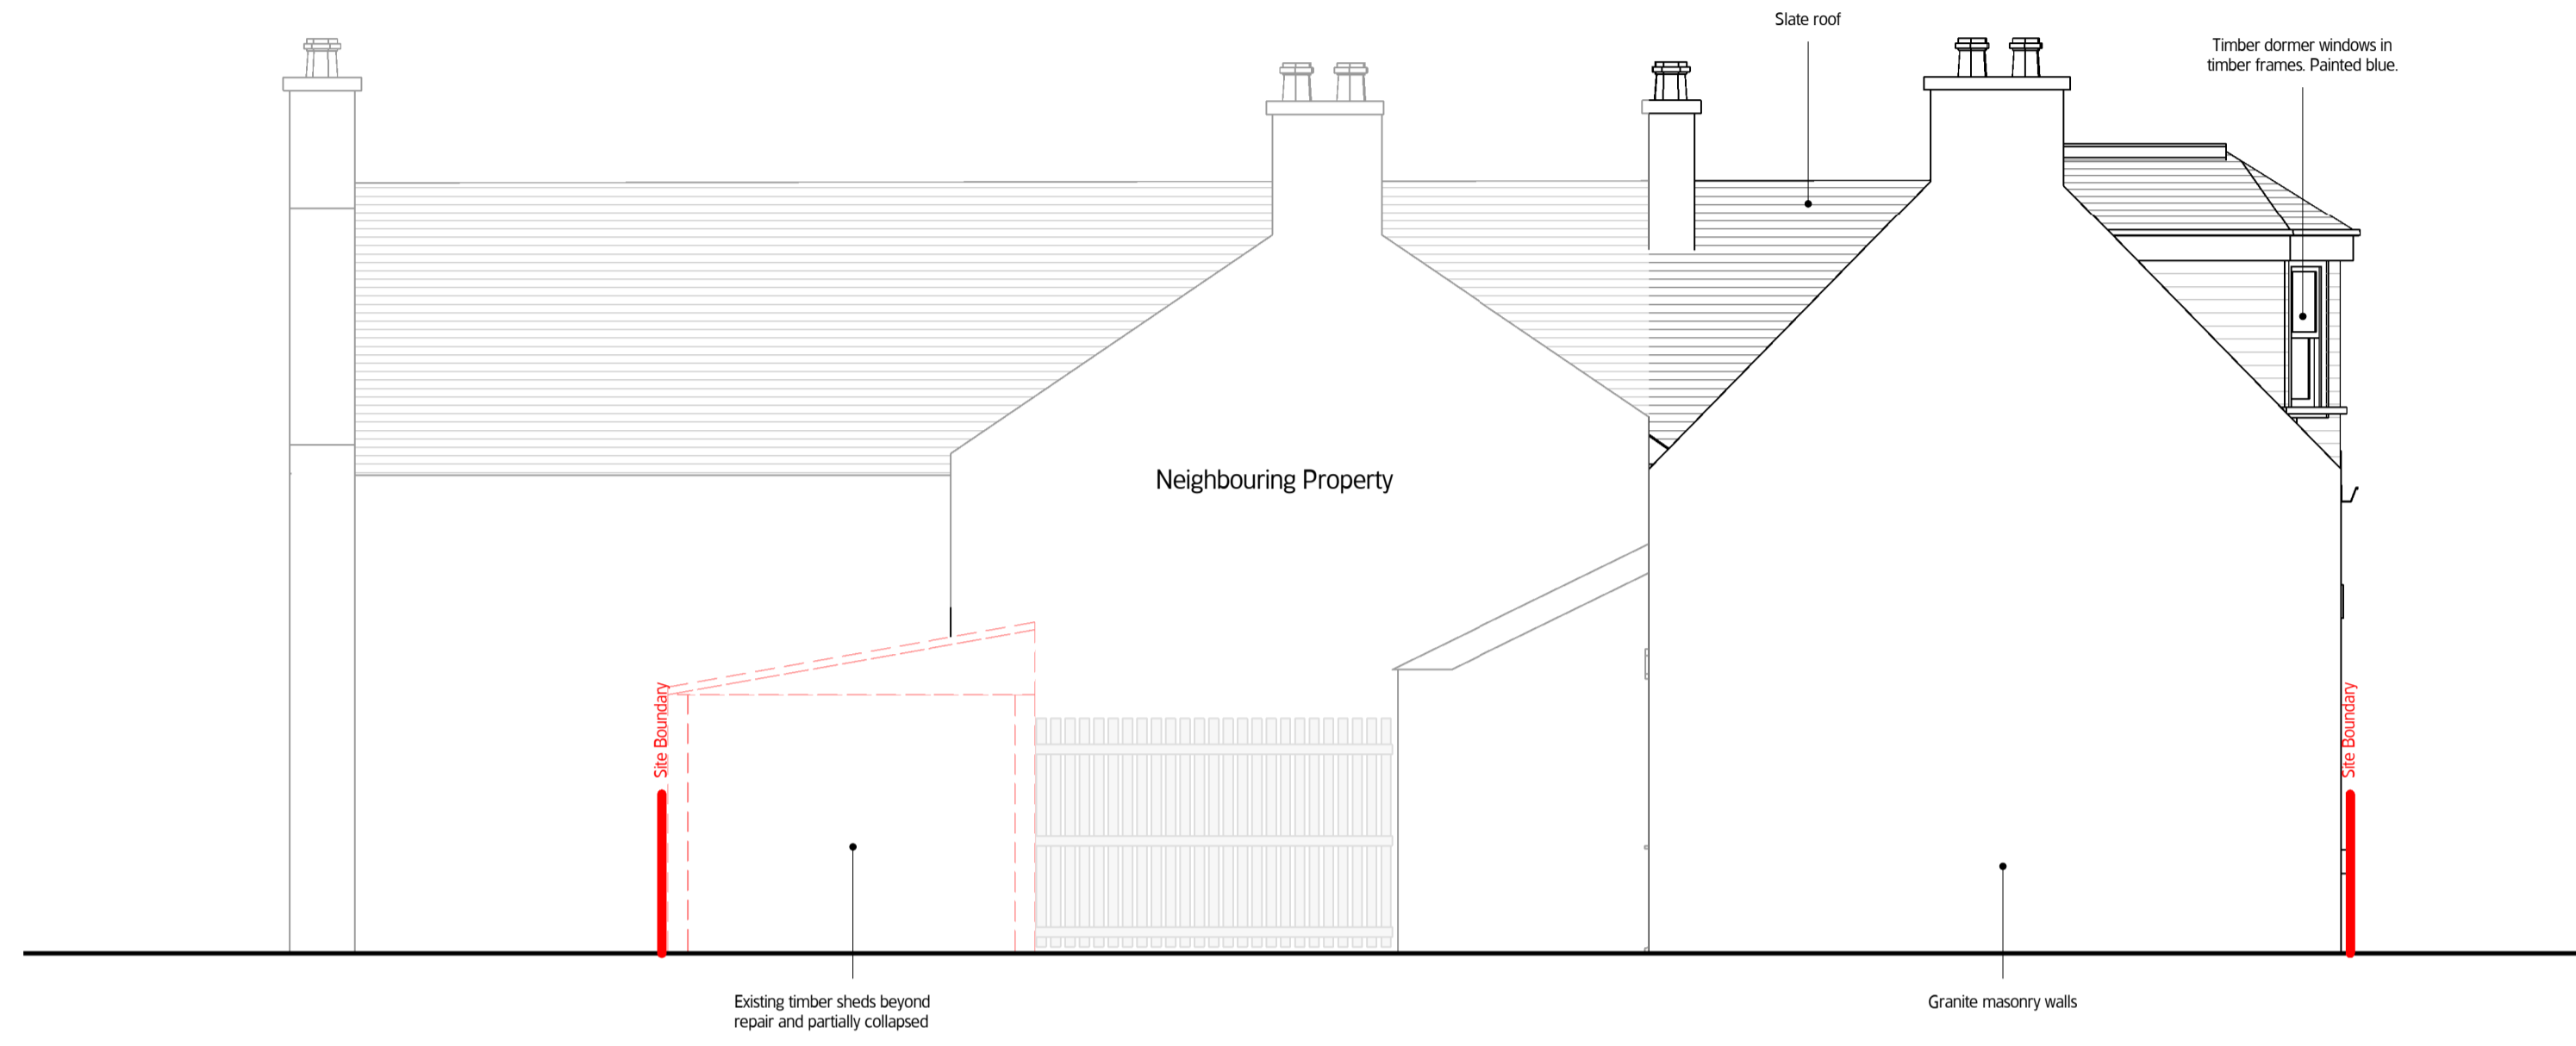 Slate roof
Timber dormer windows in
timber frames. Painted blue.
Neighbouring Property
Site Boundary
Site Boundary
Existing timber sheds beyond
repair and partially collapsed
Granite masonry walls